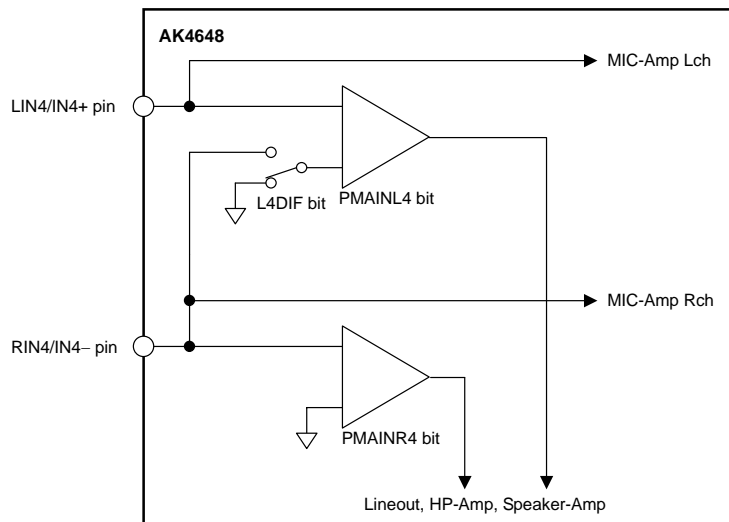 AK4648
MIC-Amp Lch
LIN4/IN4+ pin
L4DIF bit
PMAINL4 bit
MIC-Amp Rch
RIN4/IN4− pin
PMAINR4 bit
Lineout, HP-Amp, Speaker-Amp